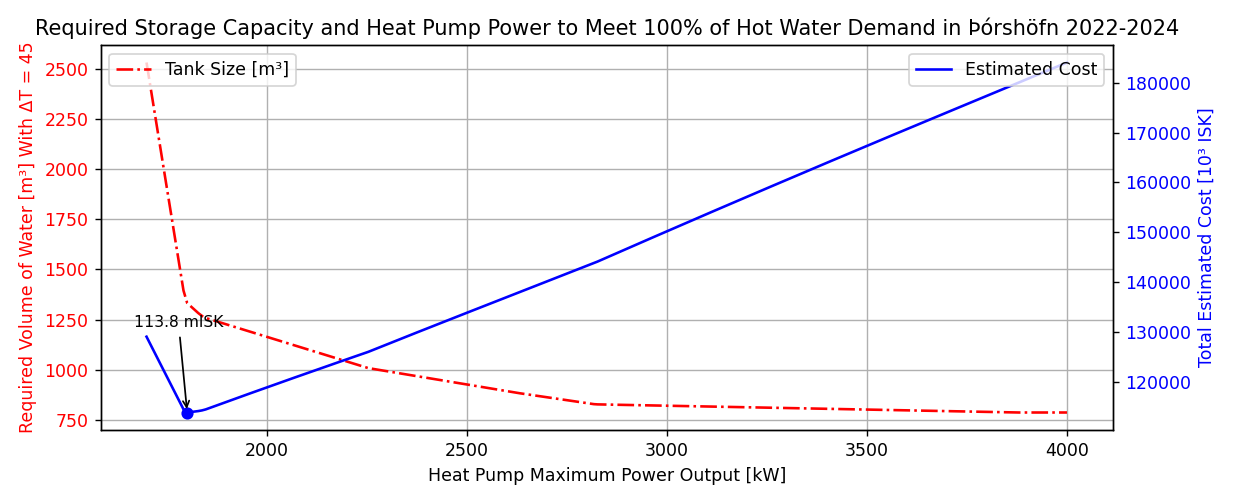 Required Storage Capacity and Heat Pump Power to Meet 100% of Hot Water Demand in Þórshöfn 2022-2024
Required Volume of Water [m³] With ΔT = 45
2500
2250
2000
1750
1500
1250
1000
750
Tank Size [m³]
113.8 mISK
Estimated Cost
180000
170000
160000
150000
140000
130000
120000
Total Estimated Cost [10³ ISK]
2000
2500
3000
3500
4000
Heat Pump Maximum Power Output [kW]